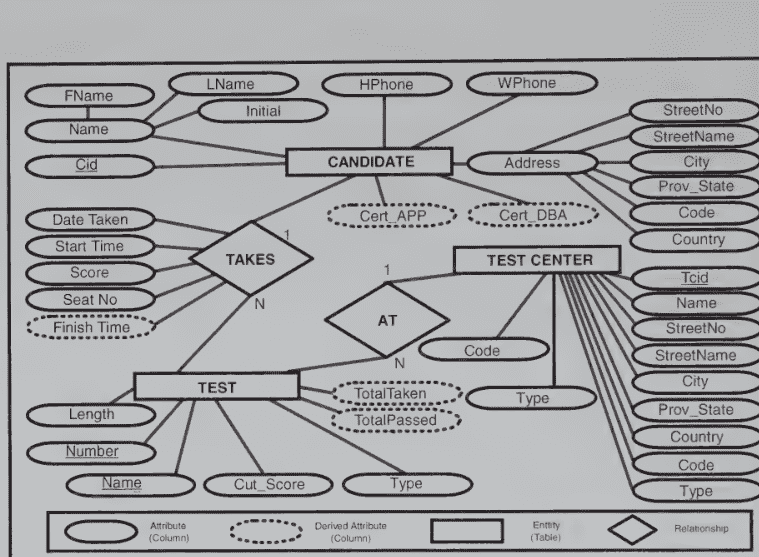 FName
LName
HPhone
WPhone
Name
Initial
StreetNo
StreetName
Cid
CANDIDATE
Address
City
Prov_State
Code
Country
Cert_APP
Cert_DBA
Date Taken
Start Time
Score
Seat No
Finish Time
TAKES
1
N
TEST CENTER
1
AT
N
Code
Type
Tcid
Name
StreetNo
StreetName
City
Prov_State
Country
Code
Type
TEST
TotalTaken
TotalPassed
Length
Number
Name
Cut_Score
Type
Attribute
(Column)
Derived Attribute
(Column)
Entitity
(Table)
Relationship